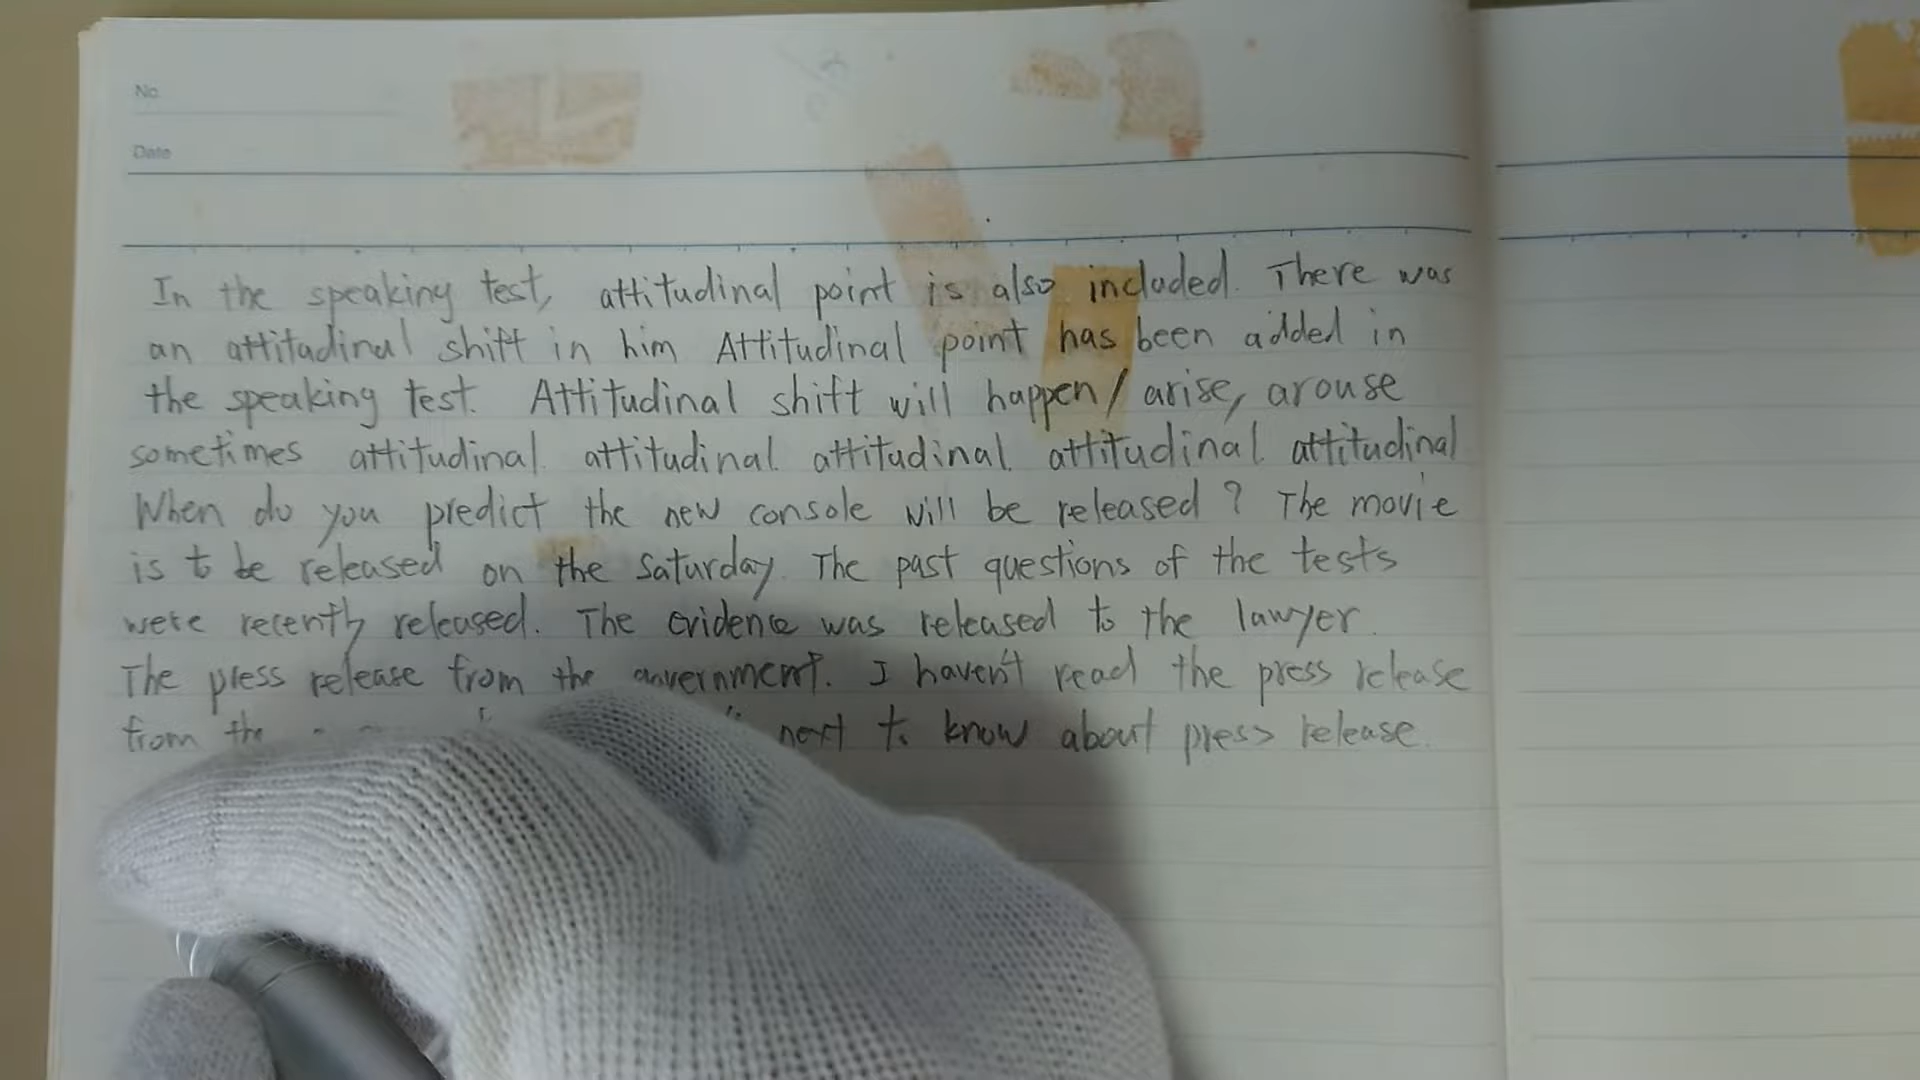 No.
Date
In the speaking test, attitudinal point is also included. There was
an attitudinal shift in him Attitudinal point has been added in
the speaking test. Attitudinal shift will happen / arise, arouse
sometimes attitudinal. attitudinal. attitudinal. attitudinal. attitudinal
When do you predict the new console will be released? The movie
is to be released on the Saturday. The past questions of the tests
were recently released. The evidence was released to the lawyer.
The press release from the government. I haven't read the press release
from the next to know about press release.